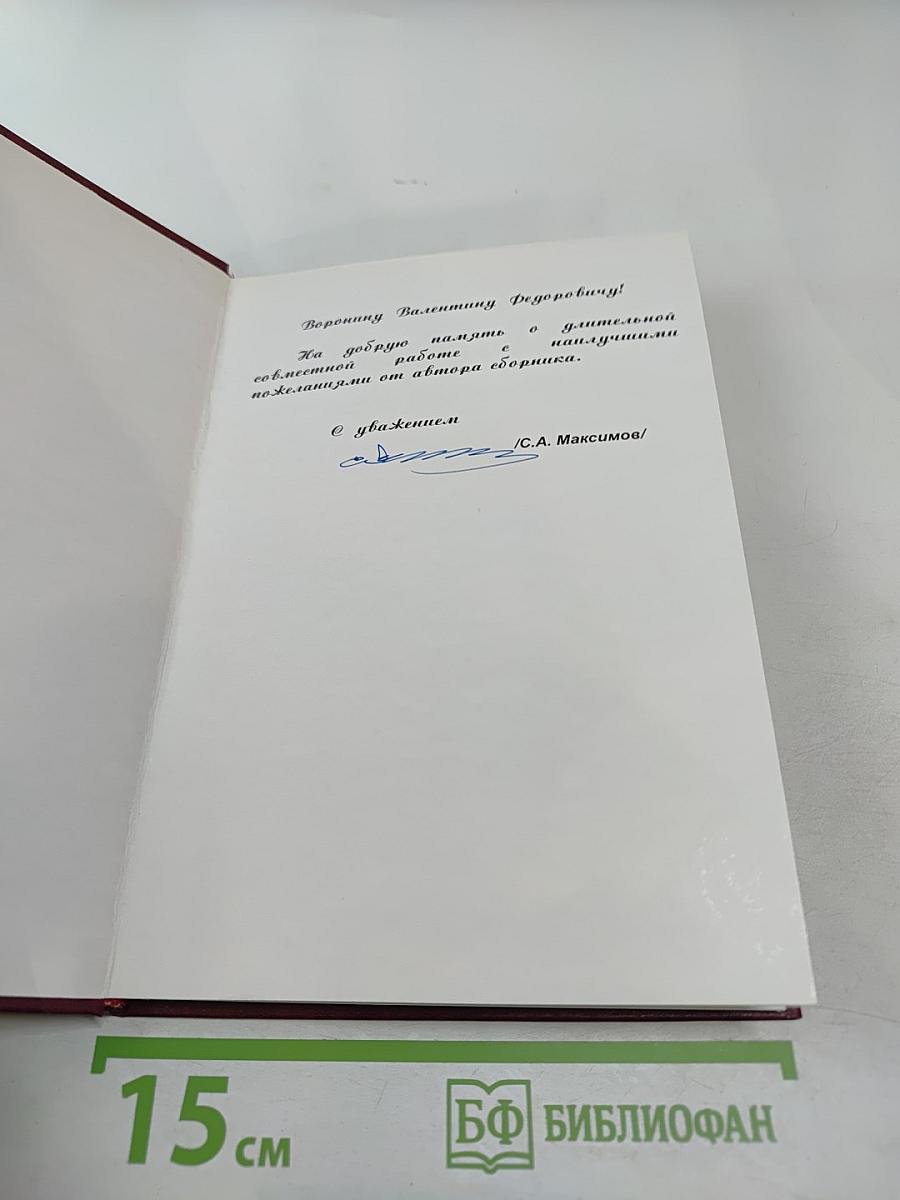 Воронину Валентину Федоровичу!
На добрую память о длительной
совместной работе с наилучшими
пожеланиями от автора сборника.
С уважением
/С.А. Максимов/
15 см
БФ БИБЛИОФАН